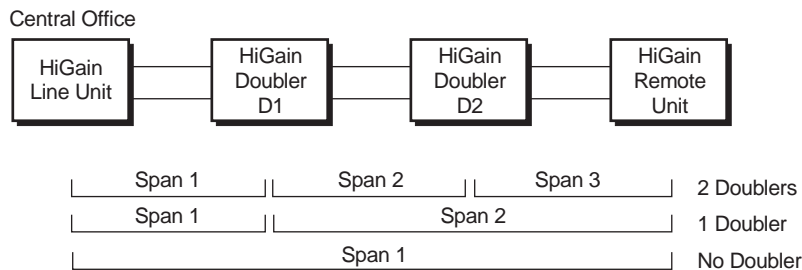 Central Office
HiGain
Line Unit
HiGain
Doubler
D1
HiGain
Doubler
D2
HiGain
Remote
Unit
Span 1 Span 2 Span 3 2 Doublers
Span 1 Span 2 1 Doubler
Span 1 No Doubler